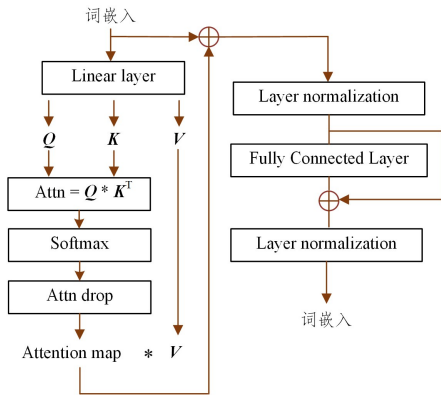 词嵌入
Linear layer
Q K V
Attn = Q * Kᵀ
Softmax
Attn drop
Attention map * V
Layer normalization
Fully Connected Layer
Layer normalization
词嵌入